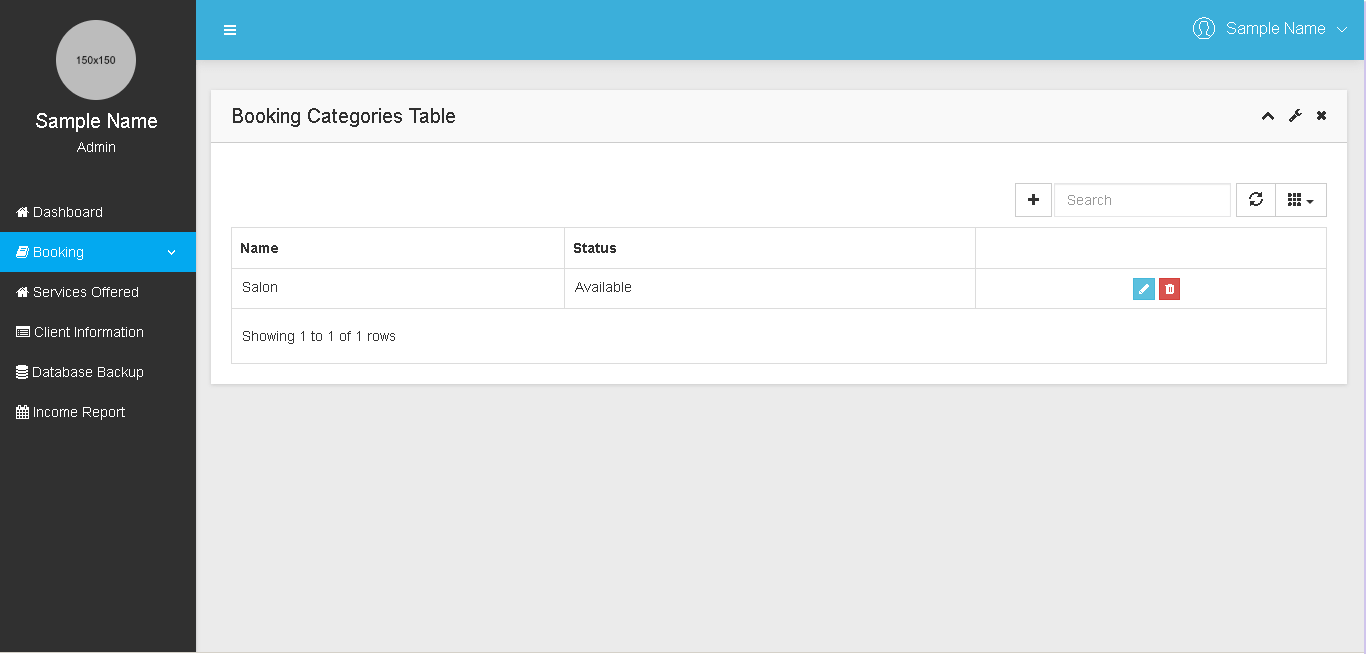 150x150
Sample Name
Admin
Dashboard
Booking
Services Offered
Client Information
Database Backup
Income Report
Sample Name
Booking Categories Table
Search
Name Status
Salon Available
Showing 1 to 1 of 1 rows